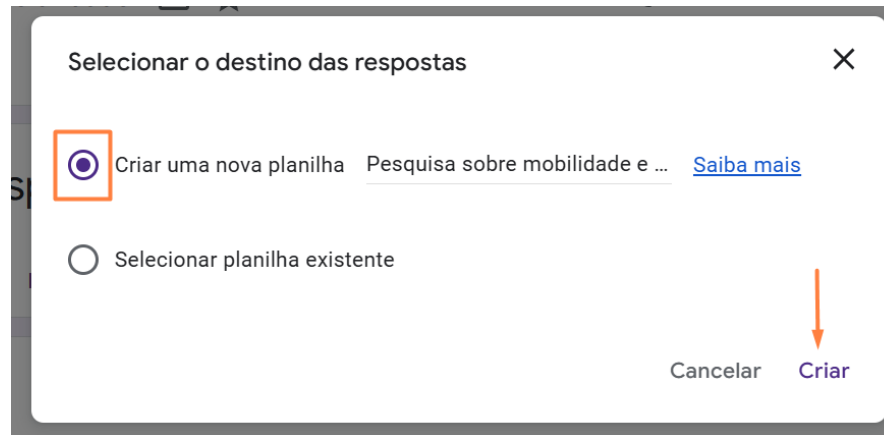 Selecionar o destino das respostas
Criar uma nova planilha Pesquisa sobre mobilidade e ... Saiba mais
Selecionar planilha existente
Cancelar Criar